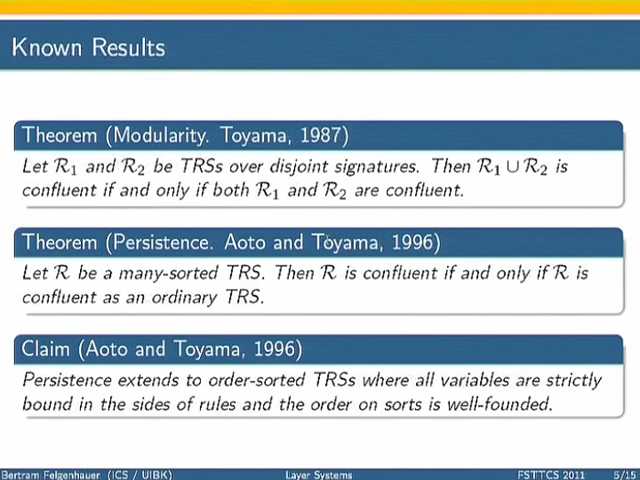 Known Results
Theorem (Modularity. Toyama, 1987)
Let R₁ and R₂ be TRSs over disjoint signatures. Then R₁ ∪ R₂ is
confluent if and only if both R₁ and R₂ are confluent.
Theorem (Persistence. Aoto and Toyama, 1996)
Let R be a many-sorted TRS. Then R is confluent if and only if R is
confluent as an ordinary TRS.
Claim (Aoto and Toyama, 1996)
Persistence extends to order-sorted TRSs where all variables are strictly
bound in the sides of rules and the order on sorts is well-founded.
Bertram Felgenhauer (ICS / UIBK) Layer Systems FSTTCS 2011 5/15